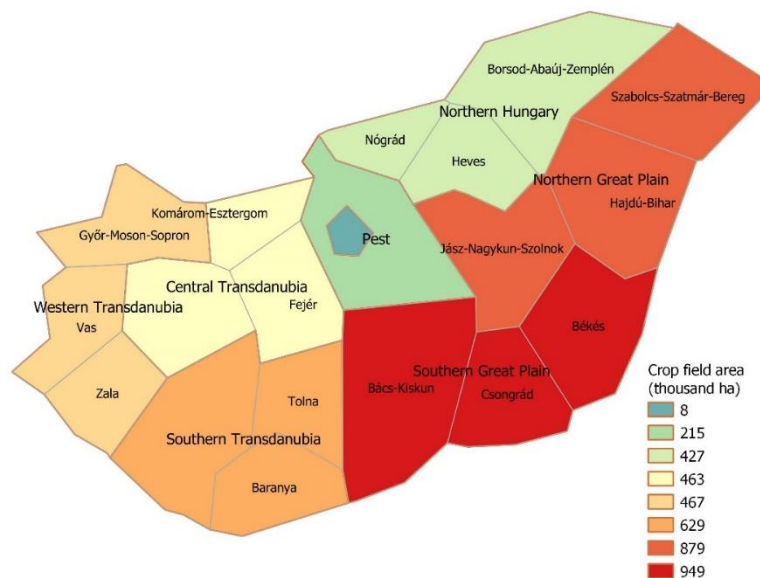 Borsod-Abaúj-Zemplén
Szabolcs-Szatmár-Bereg
Northern Hungary
Nógrád
Heves
Northern Great Plain
Hajdú-Bihar
Komárom-Esztergom
Győr-Moson-Sopron
Pest
Jász-Nagykun-Szolnok
Central Transdanubia
Fejér
Western Transdanubia
Vas
Békés
Southern Great Plain
Bács-Kiskun
Csongrád
Zala
Tolna
Southern Transdanubia
Baranya
Crop field area
(thousand ha)
8
215
427
463
467
629
879
949